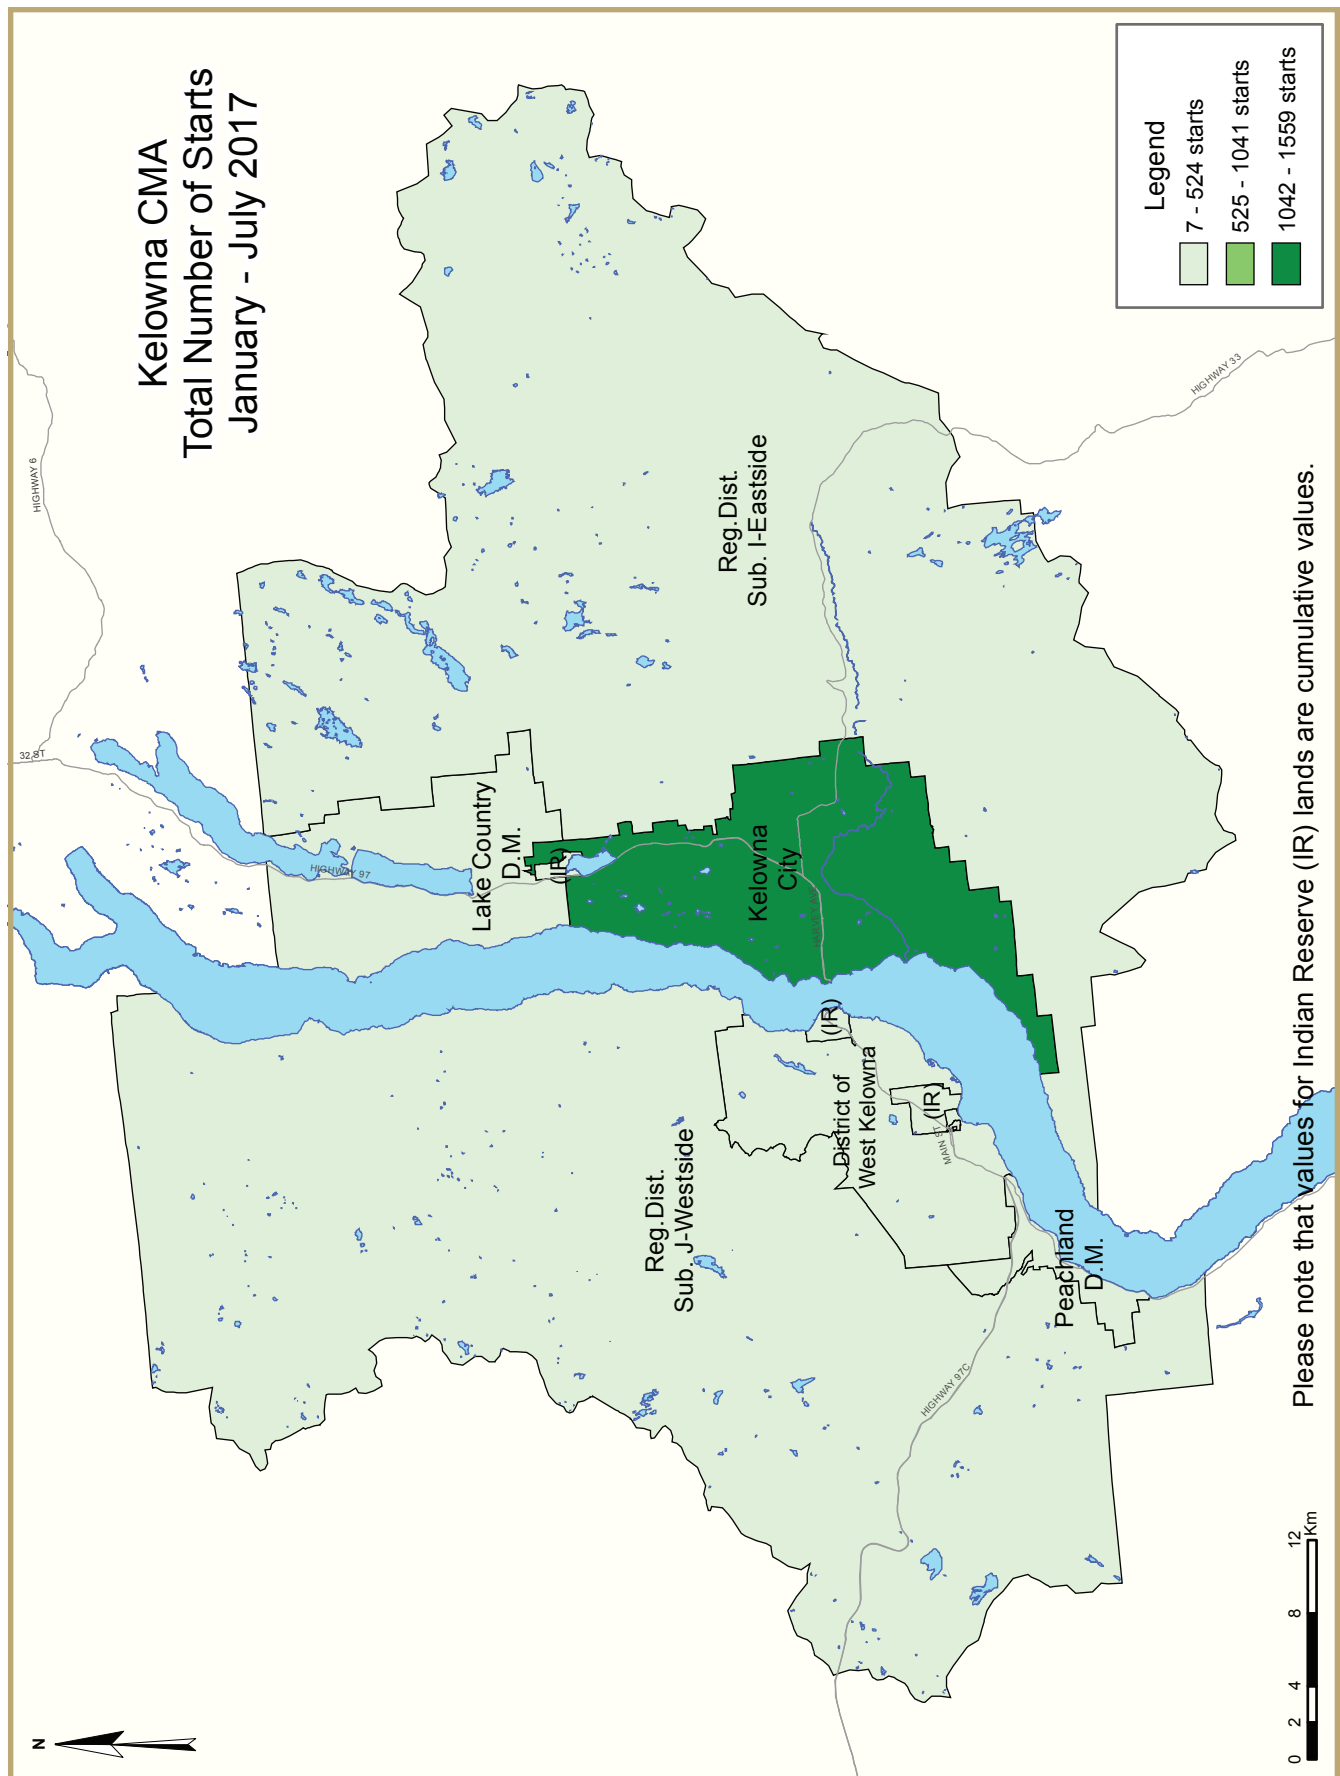 Kelowna CMA
Total Number of Starts
January - July 2017
Legend
7 - 524 starts
525 - 1041 starts
1042 - 1559 starts
HIGHWAY 6
32 ST
HIGHWAY 97
HIGHWAY 33
Lake Country
D.M.
(IR)
Reg.Dist.
Sub. I-Eastside
Kelowna
City
(IR)
District of
West Kelowna
(IR)
MAIN ST
Reg.Dist.
Sub. J-Westside
Peachland
D.M.
HIGHWAY 97C
N
0 2 4 8 12
Km
Please note that values for Indian Reserve (IR) lands are cumulative values.